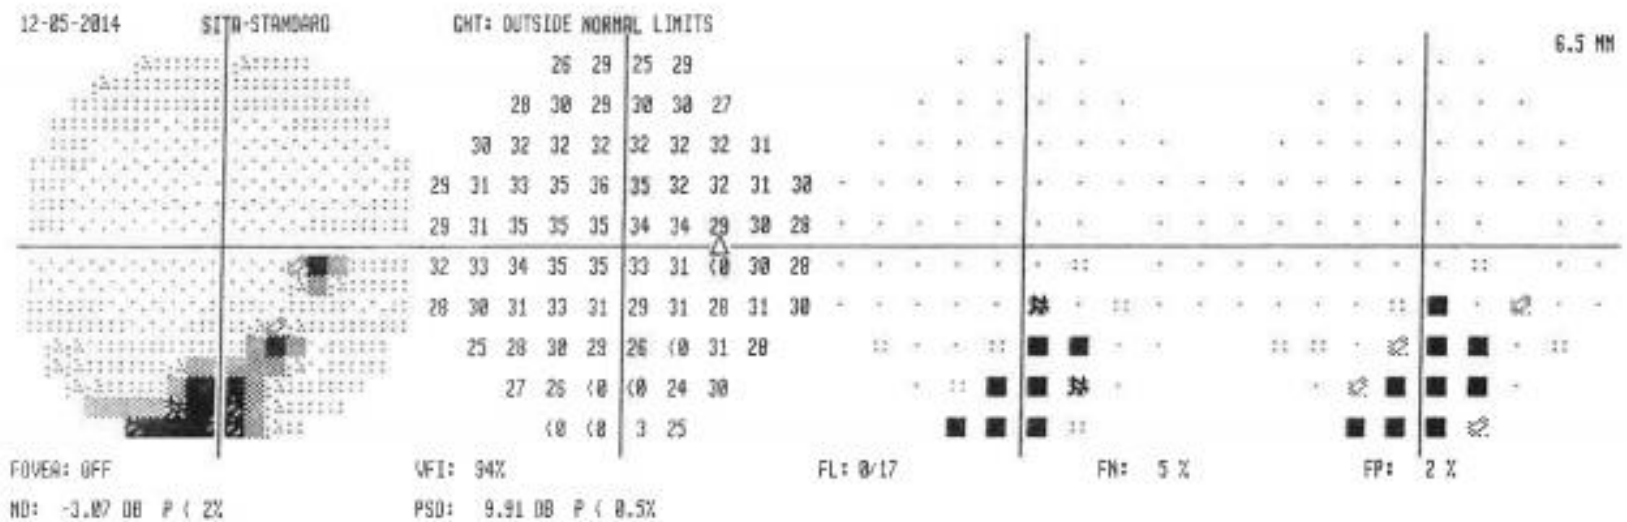 12-05-2014 SITA-STANDARD GHT: OUTSIDE NORMAL LIMITS
6.5 MM
26 29 25 29
28 30 29 30 30 27
30 32 32 32 32 32 32 31
29 31 33 35 36 35 32 32 31 30
29 31 35 35 35 34 34 29 30 28
32 33 34 35 35 33 31 <0 30 28
28 30 31 33 31 29 31 28 31 30
25 28 30 29 26 <0 31 28
27 26 <0 <0 24 30
<0 <0 3 25
FOVEA: OFF VFI: 94% FL: 0/17 FN: 5 % FP: 2 %
MD: -3.07 DB P < 2% PSD: 9.91 DB P < 0.5%